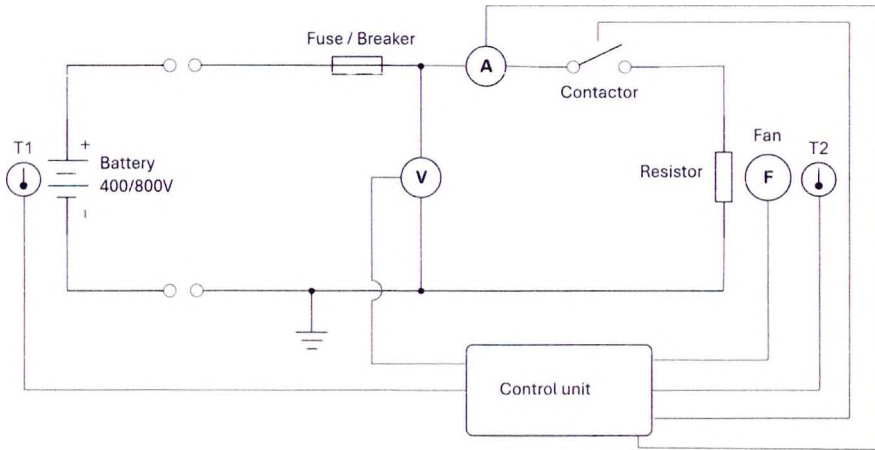 Fuse / Breaker
A
Contactor
T1
+
Battery
400/800V
V
Resistor
Fan
F
T2
Control unit